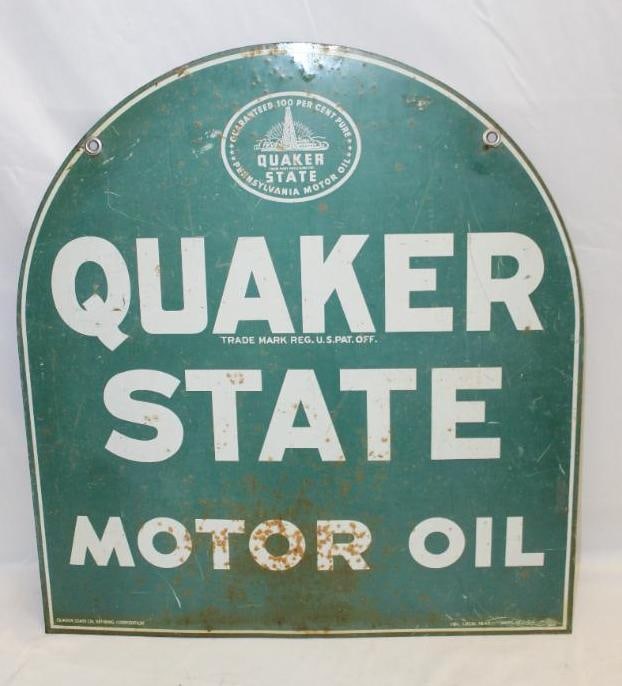 GUARANTEED 100 PER CENT PURE
QUAKER
STATE
PENNSYLVANIA MOTOR OIL
QUAKER
TRADE MARK REG. U.S. PAT. OFF.
STATE
MOTOR OIL
QUAKER STATE OIL REFINING CORPORATION